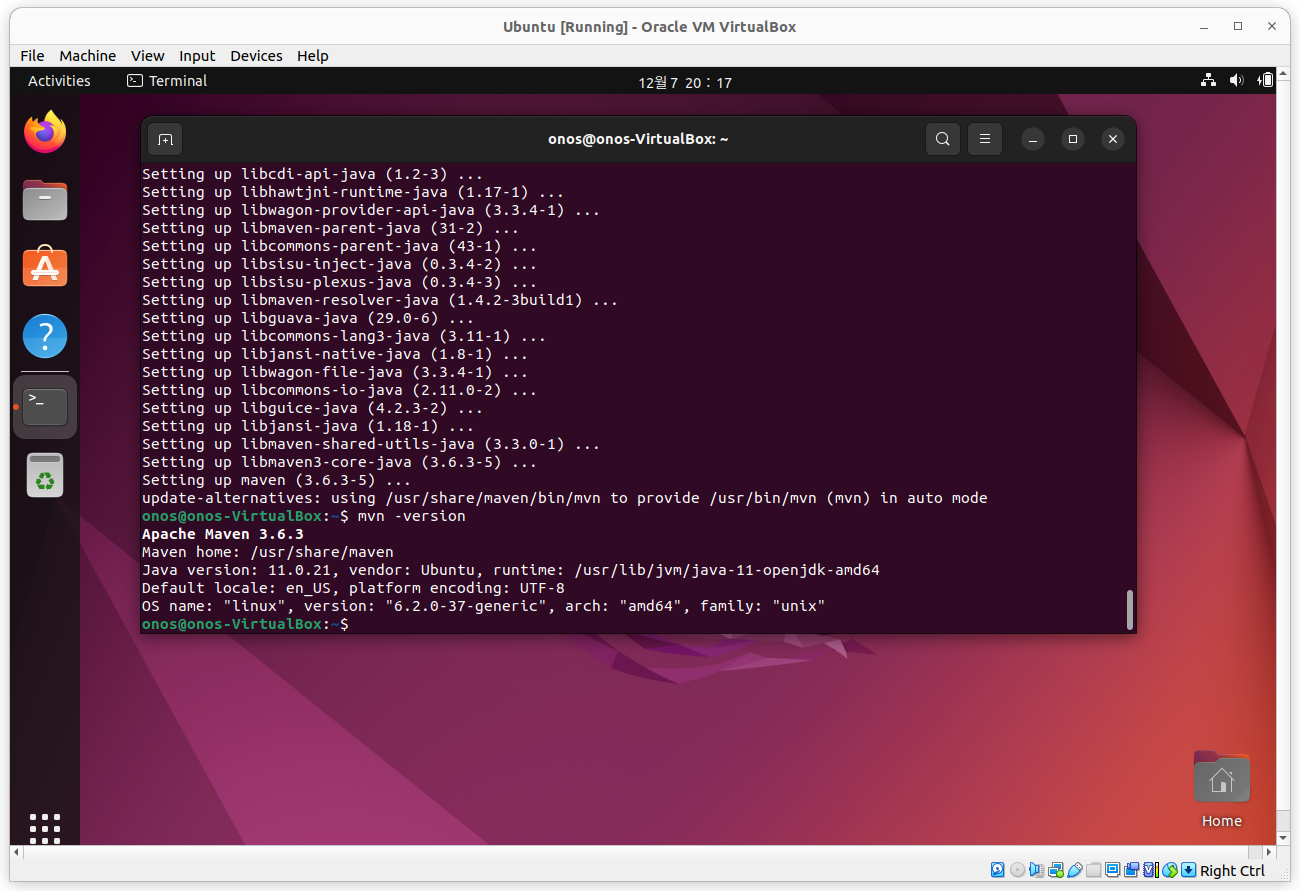 Ubuntu [Running] - Oracle VM VirtualBox
File Machine View Input Devices Help
Activities Terminal 12월 7 20 : 17
onos@onos-VirtualBox: ~
Setting up libcdi-api-java (1.2-3) ...
Setting up libhawtjni-runtime-java (1.17-1) ...
Setting up libwagon-provider-api-java (3.3.4-1) ...
Setting up libmaven-parent-java (31-2) ...
Setting up libcommons-parent-java (43-1) ...
Setting up libsisu-inject-java (0.3.4-2) ...
Setting up libsisu-plexus-java (0.3.4-3) ...
Setting up libmaven-resolver-java (1.4.2-3build1) ...
Setting up libguava-java (29.0-6) ...
Setting up libcommons-lang3-java (3.11-1) ...
Setting up libjansi-native-java (1.8-1) ...
Setting up libwagon-file-java (3.3.4-1) ...
Setting up libcommons-io-java (2.11.0-2) ...
Setting up libguice-java (4.2.3-2) ...
Setting up libjansi-java (1.18-1) ...
Setting up libmaven-shared-utils-java (3.3.0-1) ...
Setting up libmaven3-core-java (3.6.3-5) ...
Setting up maven (3.6.3-5) ...
update-alternatives: using /usr/share/maven/bin/mvn to provide /usr/bin/mvn (mvn) in auto mode
onos@onos-VirtualBox:~$ mvn -version
Apache Maven 3.6.3
Maven home: /usr/share/maven
Java version: 11.0.21, vendor: Ubuntu, runtime: /usr/lib/jvm/java-11-openjdk-amd64
Default locale: en_US, platform encoding: UTF-8
OS name: "linux", version: "6.2.0-37-generic", arch: "amd64", family: "unix"
onos@onos-VirtualBox:~$
Home
Right Ctrl